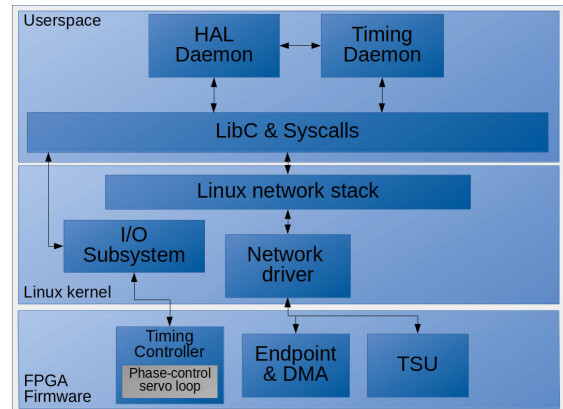 Userspace
HAL
Daemon
Timing
Daemon
LibC & Syscalls
Linux network stack
I/O
Subsystem
Network
driver
Linux kernel
Timing
Controller
Phase-control
servo loop
Endpoint
& DMA
TSU
FPGA
Firmware